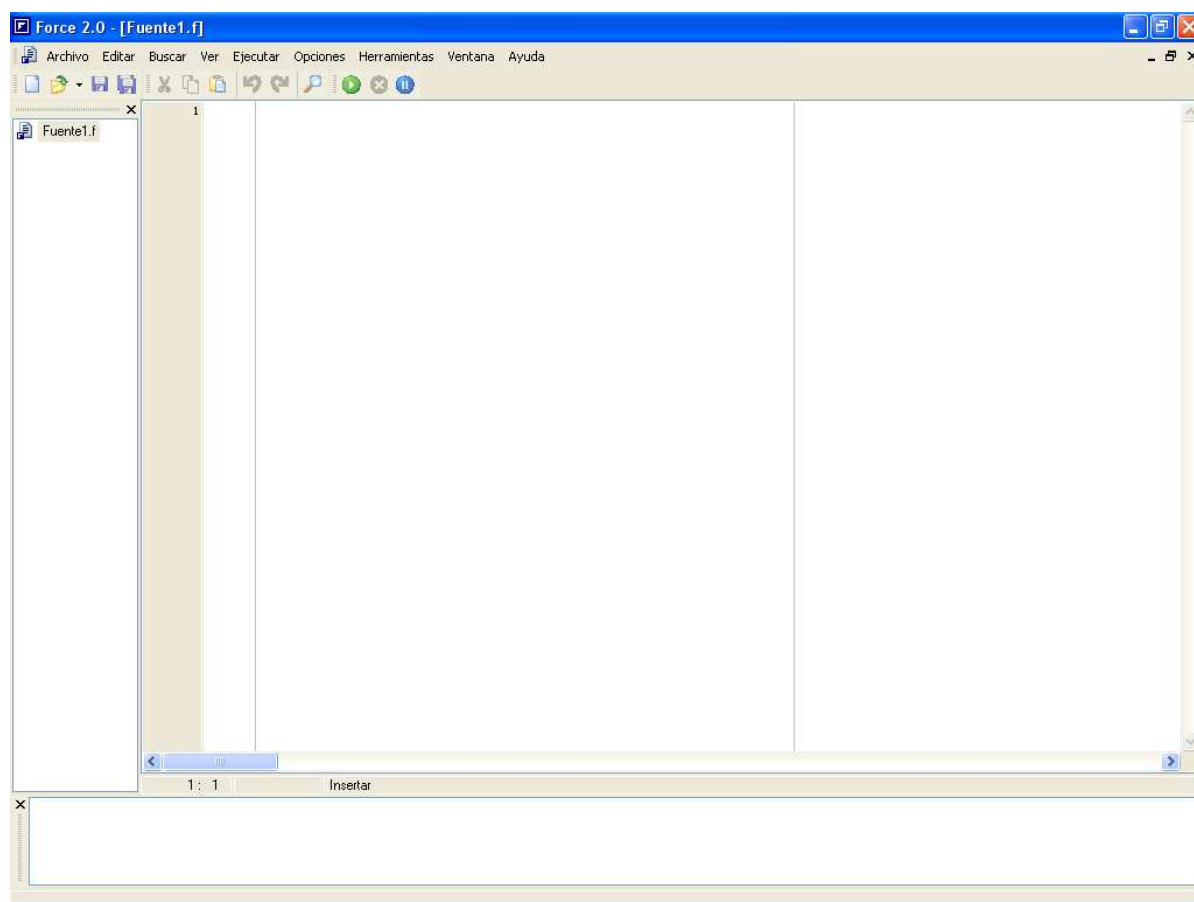 Force 2.0 - [Fuente1.f]
Archivo Editar Buscar Ver Ejecutar Opciones Herramientas Ventana Ayuda
1
Fuente1.f
1: 1 Insertar